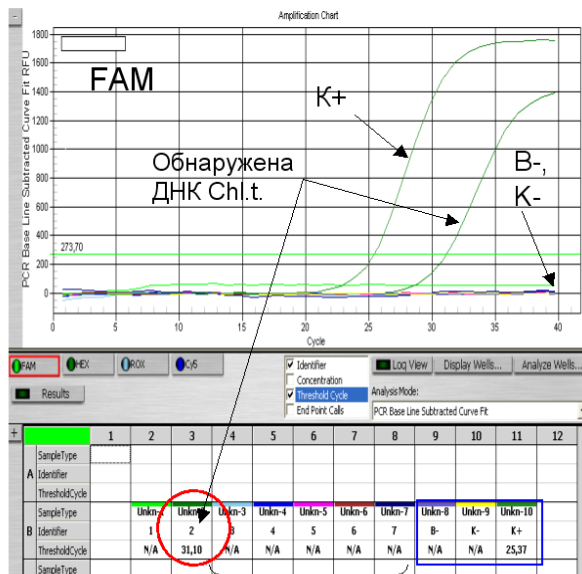 Amplification Chart
PCR Base Line Subtracted Curve Fit RFU
1800
1600
1400
1200
1000
800
600
400
200
0
273,70
FAM
К+
Обнаружена
ДНК Chl.t.
В-,
К-
0 5 10 15 20 25 30 35 40
Cycle
FAM HEX ROX Cy5
Results
Identifier
Concentration
Threshold Cycle
End Point Calls
Log View Display Wells... Analyze Wells...
Analysis Mode:
PCR Base Line Subtracted Curve Fit
1 2 3 4 5 6 7 8 9 10 11 12
SampleType
A Identifier
ThresholdCycle
SampleType Unkn-3 Unkn-4 Unkn-5 Unkn-6 Unkn-7 Unkn-8 Unkn-9 Unkn-10
B Identifier 1 2 4 5 6 7 B- K- K+
ThresholdCycle N/A 31,10 N/A N/A N/A N/A N/A N/A N/A 25,37
SampleType